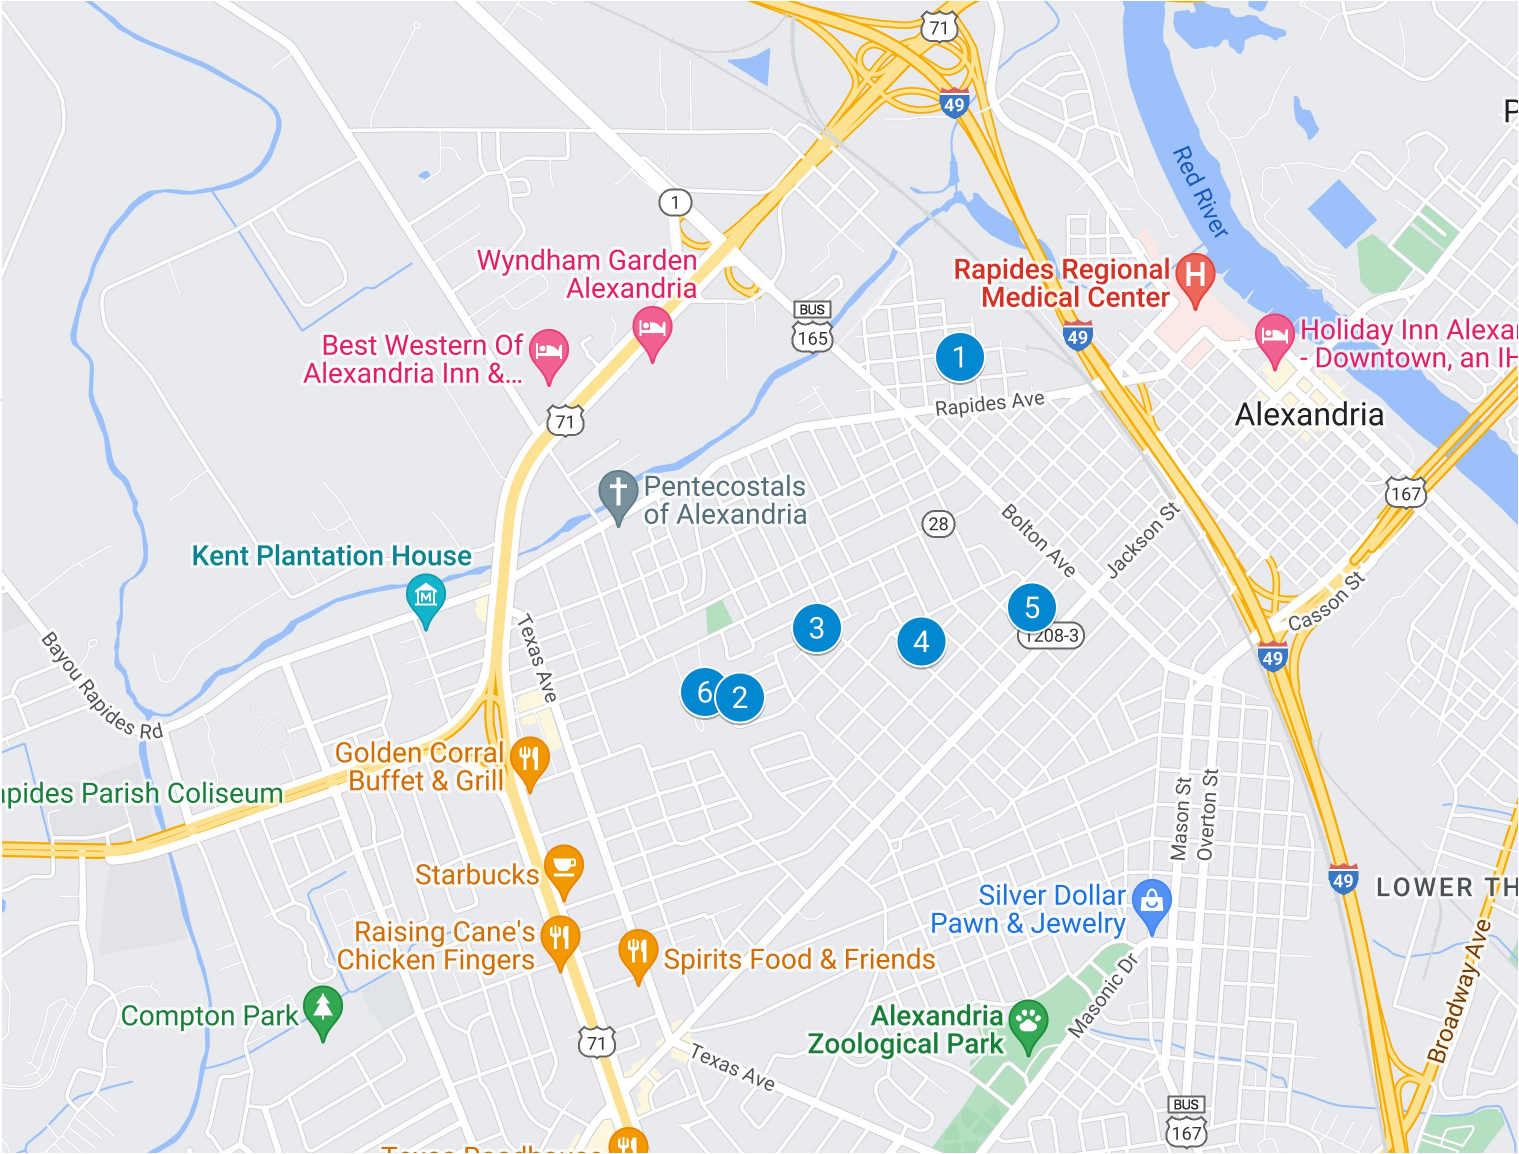 71
49
P
Red River
1
Wyndham Garden
Alexandria
Rapides Regional
Medical Center
H
BUS
165
49
Holiday Inn Alexa
- Downtown, an IH
Best Western Of
Alexandria Inn &...
1
71
Rapides Ave
Alexandria
Pentecostals
of Alexandria
167
28
Bolton Ave
Jackson St
Kent Plantation House
M
5
Casson St
3
4
1208-3
Texas Ave
Bayou Rapides Rd
49
6
2
Golden Corral
Buffet & Grill
apides Parish Coliseum
Mason St
Overton St
Starbucks
49
LOWER TH
Silver Dollar
Pawn & Jewelry
Raising Cane's
Chicken Fingers
Spirits Food & Friends
Broadway Ave
Masonic Dr
Compton Park
Alexandria
Zoological Park
71
Texas Ave
BUS
167